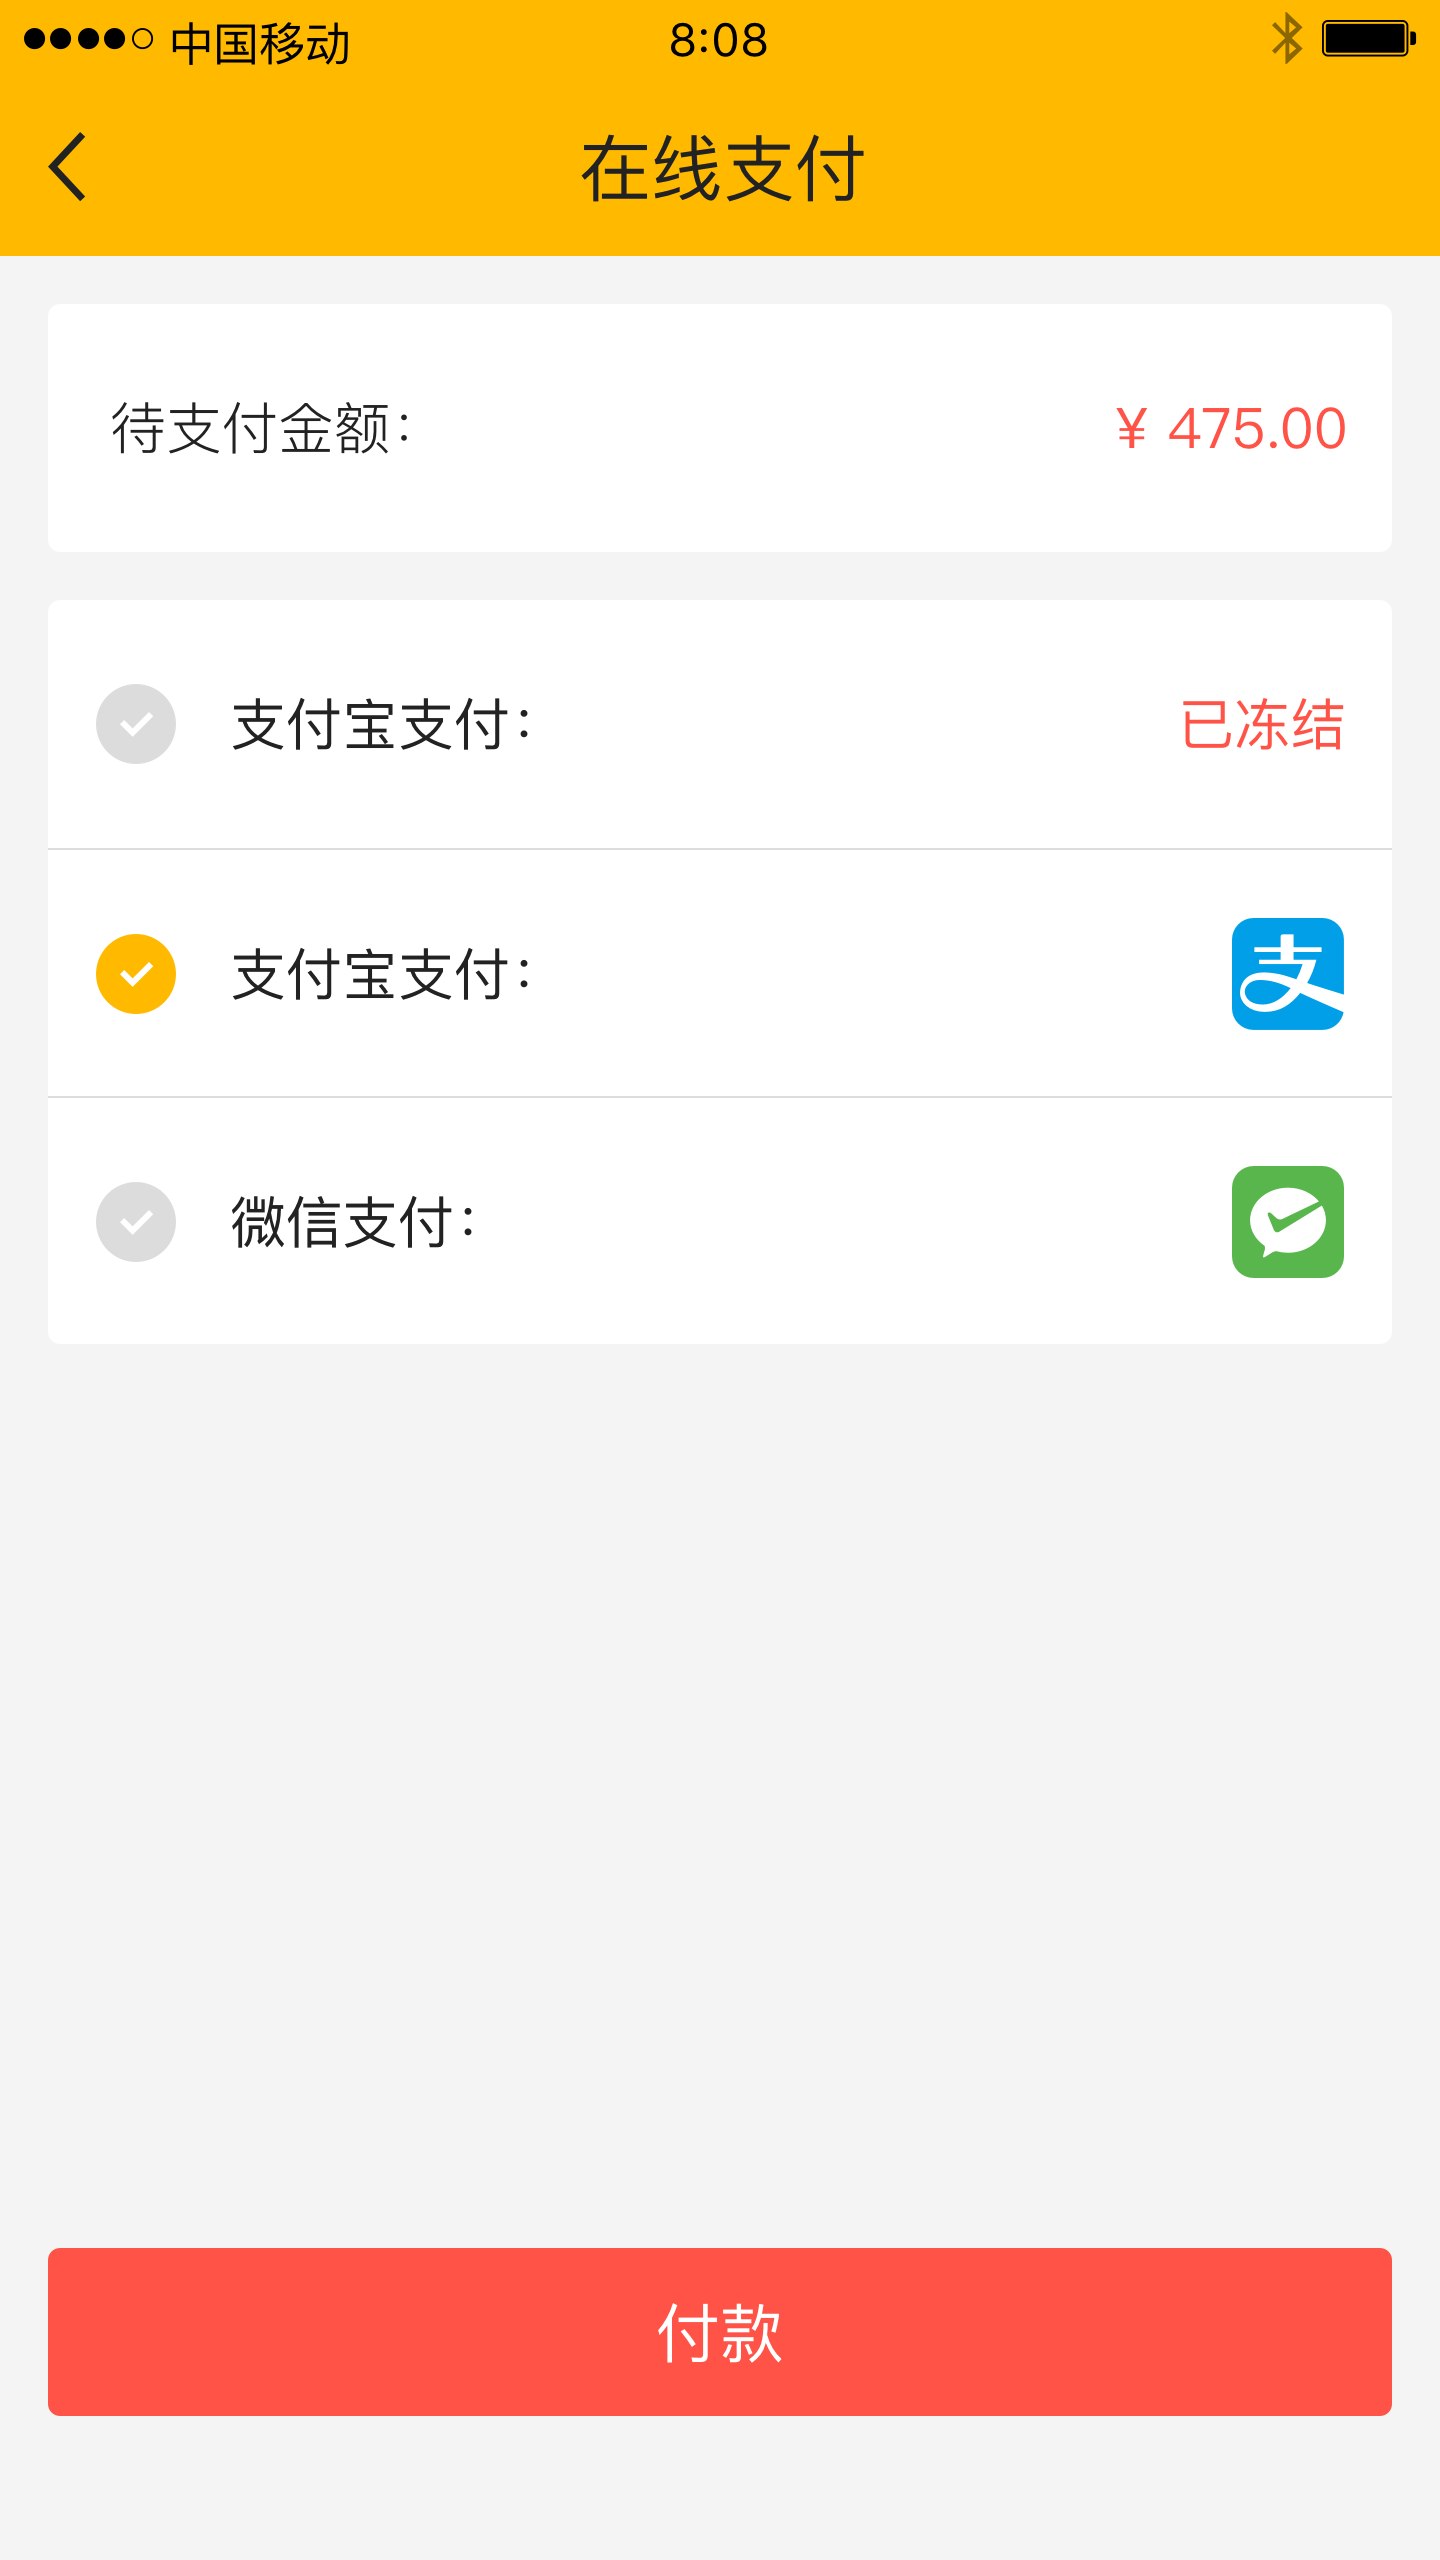 中国移动 8:08
在线支付
待支付金额： ¥ 475.00
支付宝支付： 已冻结
支付宝支付： 支
微信支付：
付款